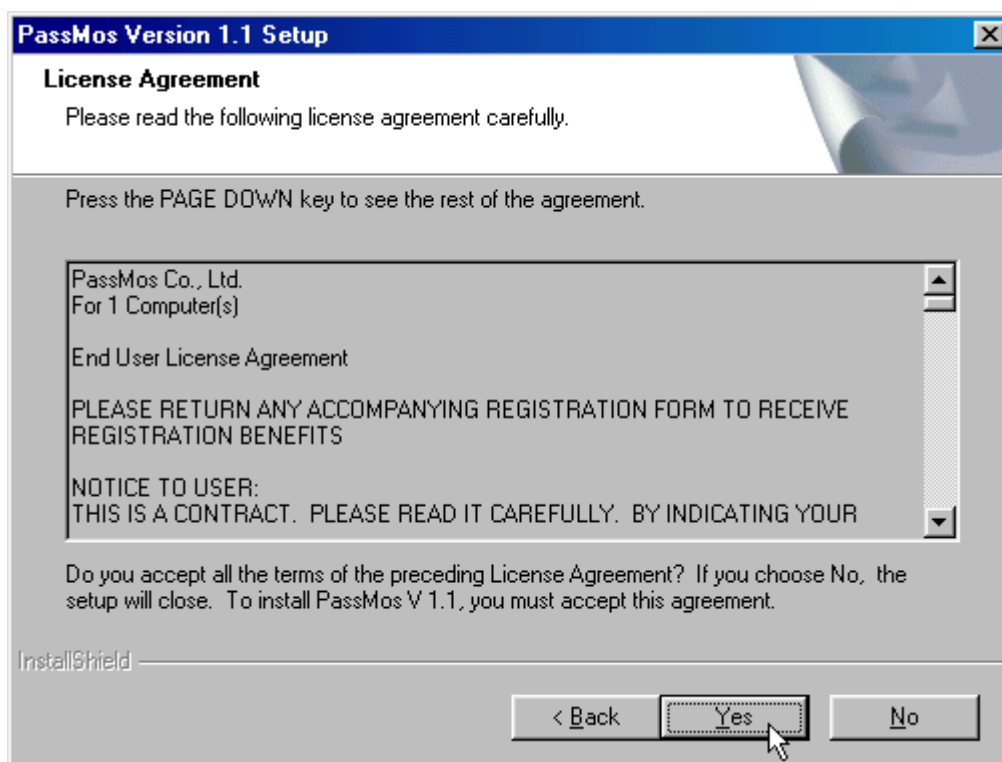 PassMos Version 1.1 Setup
License Agreement
Please read the following license agreement carefully.
Press the PAGE DOWN key to see the rest of the agreement.
PassMos Co., Ltd.
For 1 Computer(s)
End User License Agreement
PLEASE RETURN ANY ACCOMPANYING REGISTRATION FORM TO RECEIVE
REGISTRATION BENEFITS
NOTICE TO USER:
THIS IS A CONTRACT.  PLEASE READ IT CAREFULLY.  BY INDICATING YOUR
Do you accept all the terms of the preceding License Agreement?  If you choose No,  the
setup will close.  To install PassMos V 1.1, you must accept this agreement.
InstallShield
< Back
Yes
No